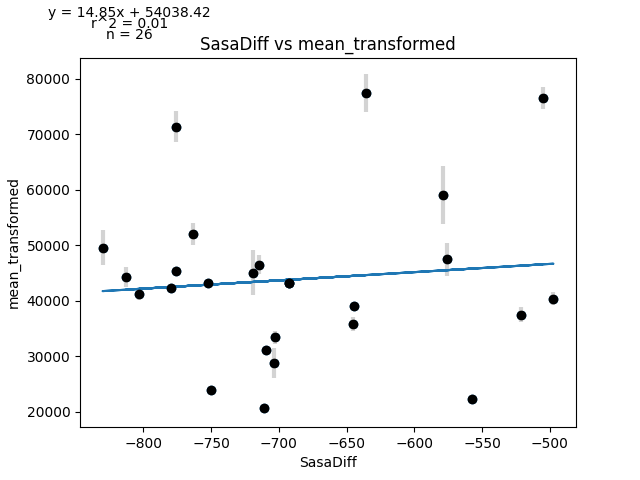 y = 14.85x + 54038.42
r^2 = 0.01
n = 26
SasaDiff vs mean_transformed
80000
70000
60000
50000
40000
30000
20000
mean_transformed
−800
−750
−700
−650
−600
−550
−500
SasaDiff